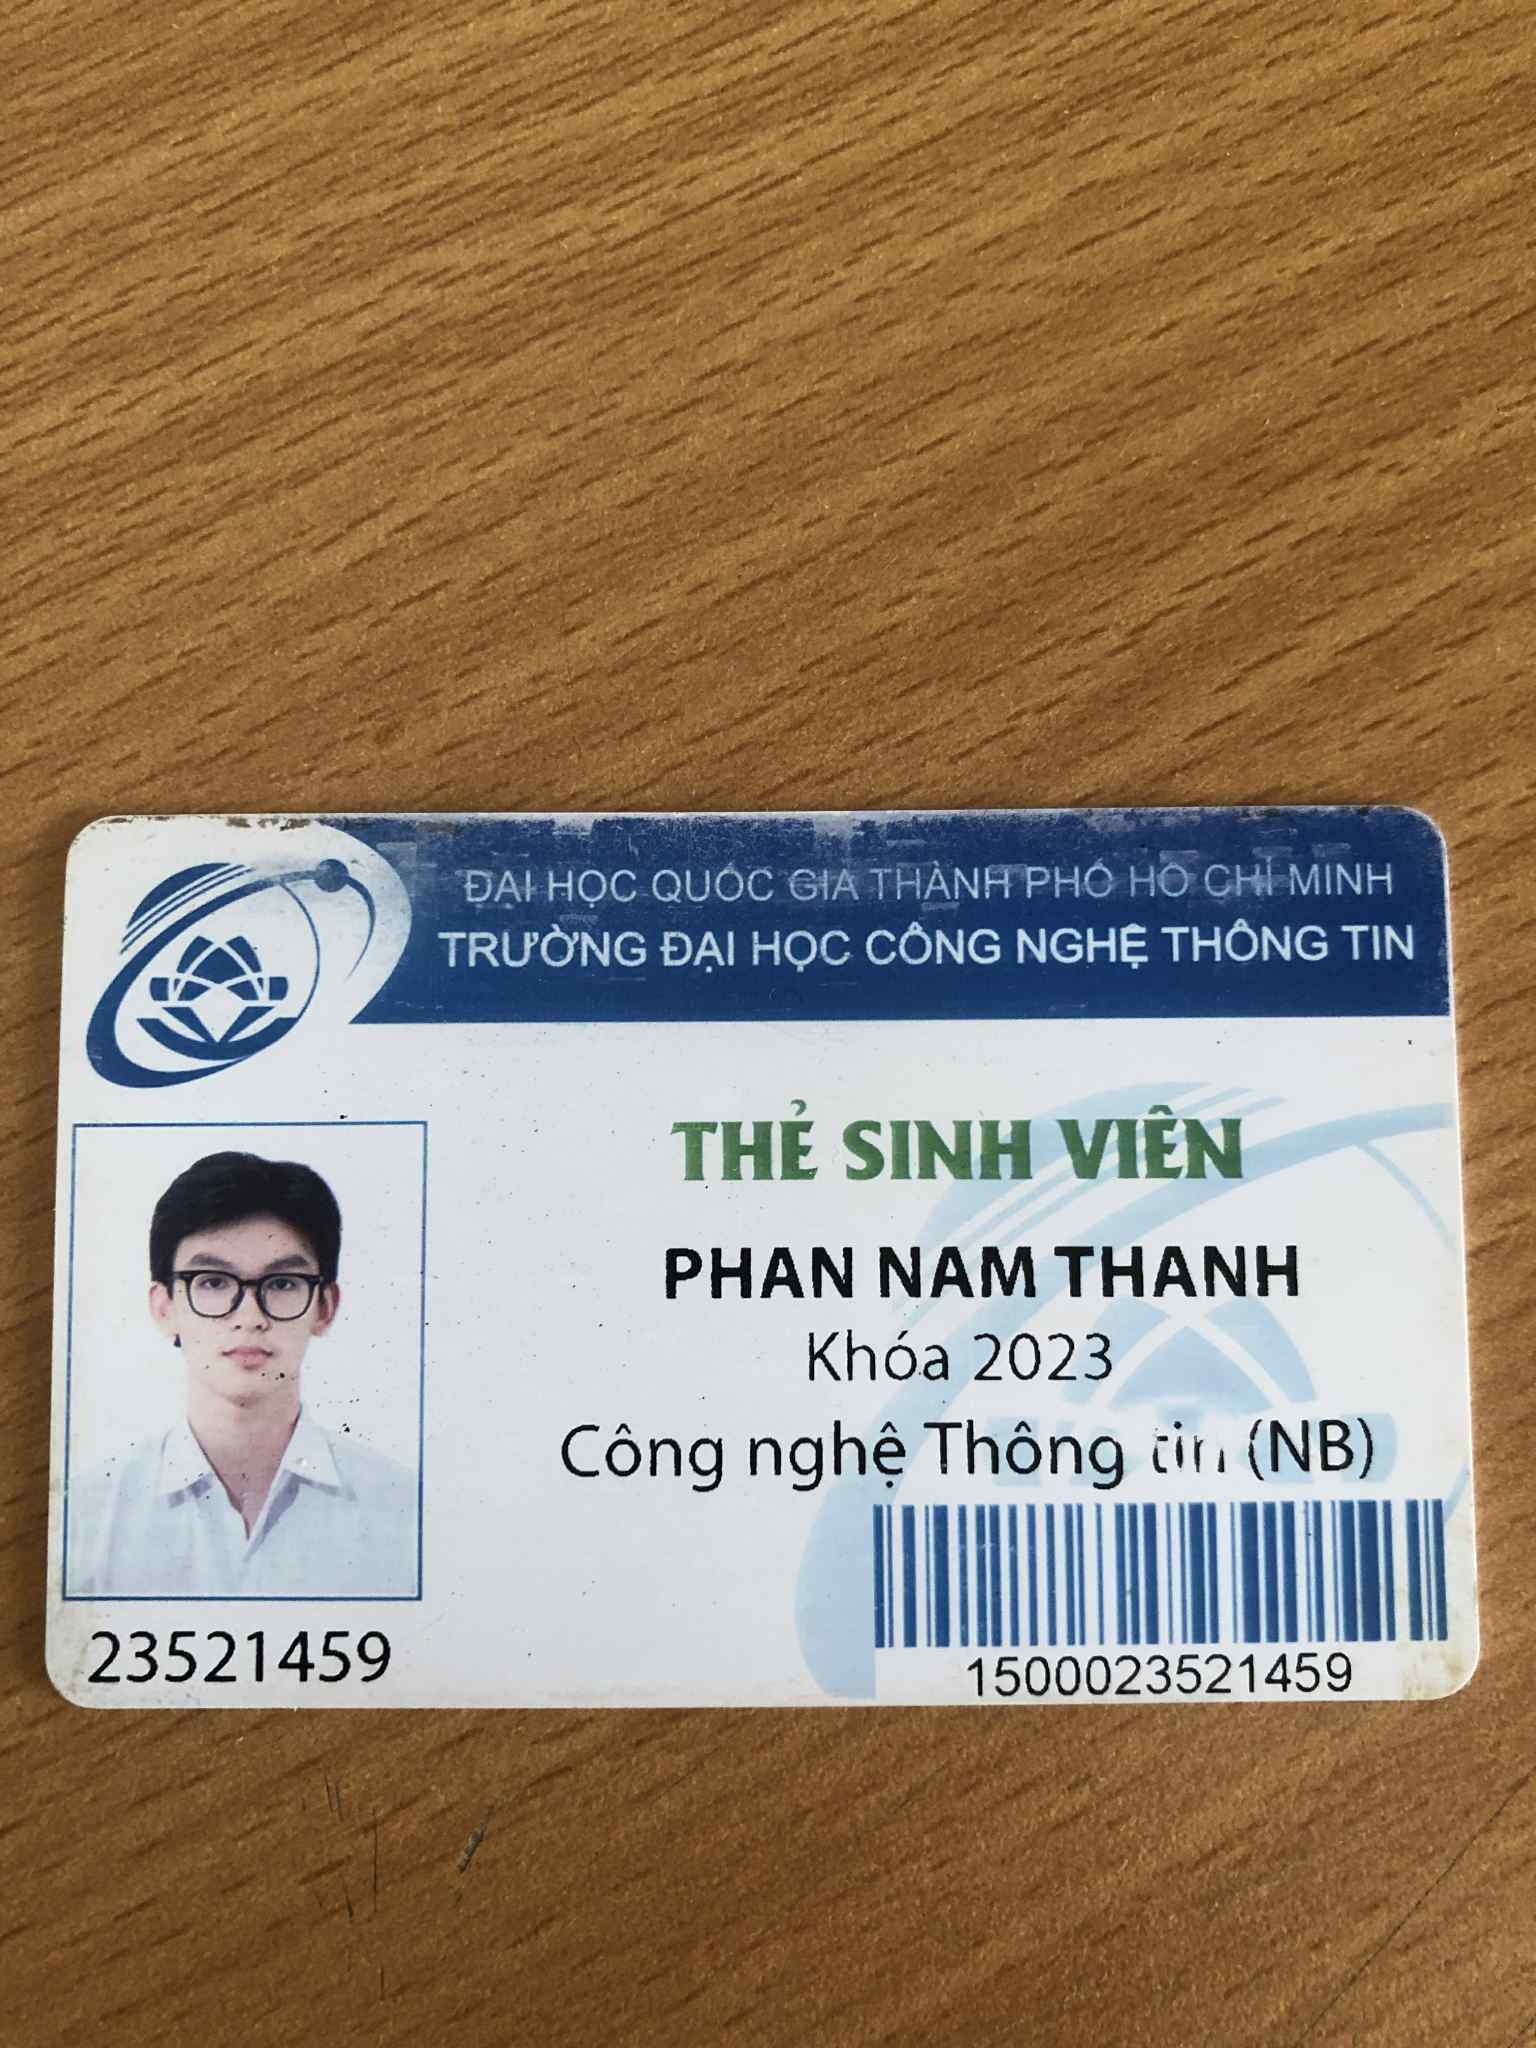 ĐẠI HỌC QUỐC GIA THÀNH PHỐ HỒ CHÍ MINH
TRƯỜNG ĐẠI HỌC CÔNG NGHỆ THÔNG TIN
THẺ SINH VIÊN
PHAN NAM THANH
Khóa 2023
Công nghệ Thông tin (NB)
23521459
1500023521459